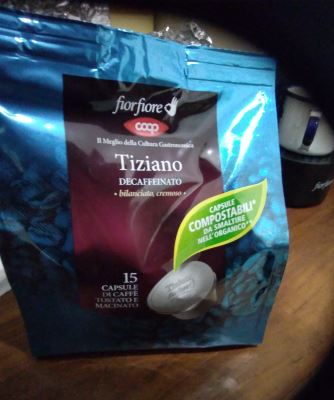 fiorfiore
coop
Il Meglio della Cultura Gastronomica
Tiziano
DECAFFEINATO
• bilanciato, cremoso •
CAPSULE
COMPOSTABILI*
DA SMALTIRE
NELL'ORGANICO*
15
CAPSULE
DI CAFFÈ
TOSTATO E
MACINATO
Tiziano